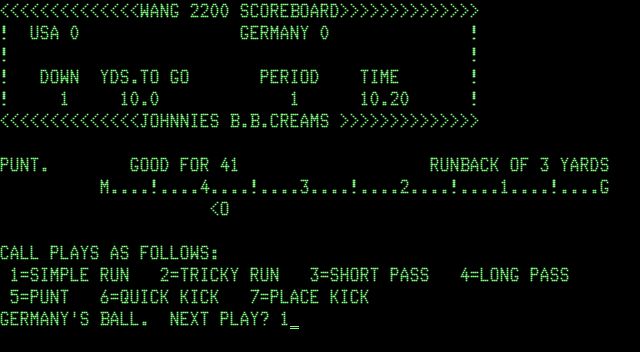 <<<<<<<<<<<<<<WANG 2200 SCOREBOARD>>>>>>>>>>>>>>
!  USA 0                GERMANY 0              !
!                                              !
!   DOWN  YDS.TO GO       PERIOD    TIME       !
!     1     10.0             1      10.20      !
<<<<<<<<<<<<<<JOHNNIES B.B.CREAMS >>>>>>>>>>>>>>
PUNT.        GOOD FOR 41                   RUNBACK OF 3 YARDS
M....!....4....!....3....!....2....!....1....!....G
<O
CALL PLAYS AS FOLLOWS:
 1=SIMPLE RUN   2=TRICKY RUN   3=SHORT PASS   4=LONG PASS
 5=PUNT   6=QUICK KICK   7=PLACE KICK
GERMANY'S BALL.  NEXT PLAY? 1_